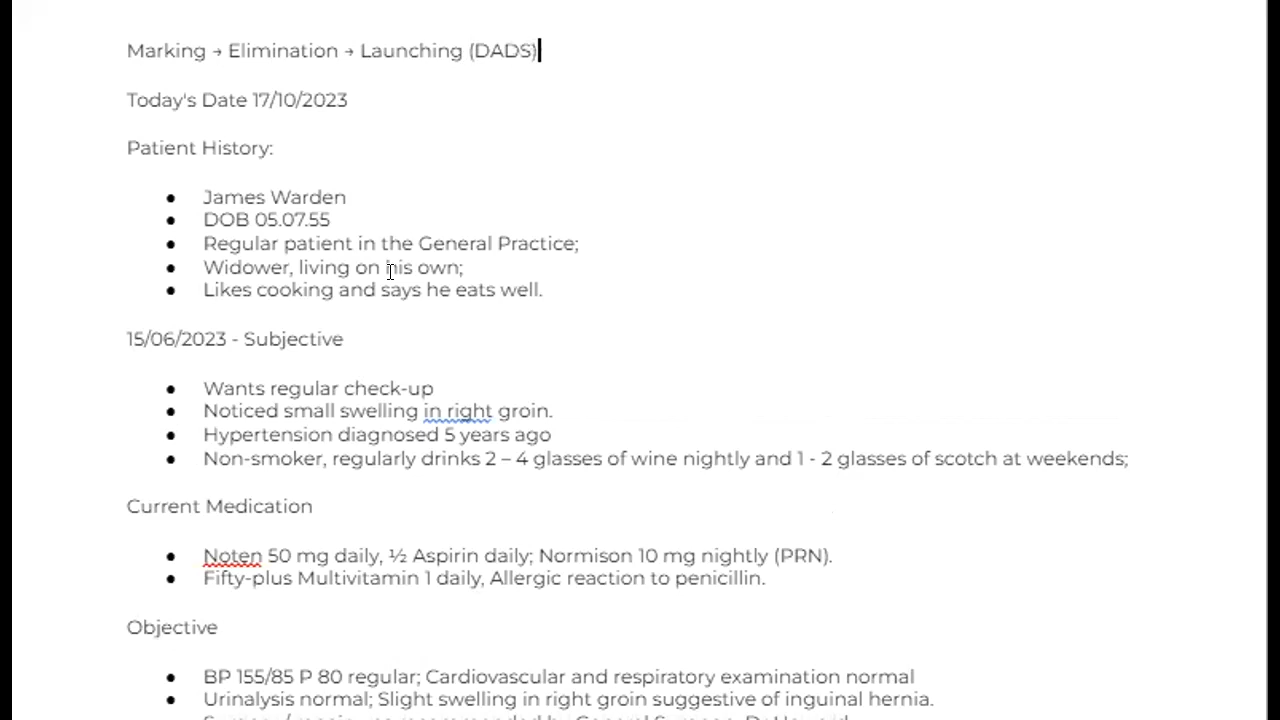 Marking → Elimination → Launching (DADS)
Today's Date 17/10/2023
Patient History:
● James Warden
● DOB 05.07.55
● Regular patient in the General Practice;
● Widower, living on his own;
● Likes cooking and says he eats well.
15/06/2023 - Subjective
● Wants regular check-up
● Noticed small swelling in right groin.
● Hypertension diagnosed 5 years ago
● Non-smoker, regularly drinks 2 – 4 glasses of wine nightly and 1 - 2 glasses of scotch at weekends;
Current Medication
● Noten 50 mg daily, ½ Aspirin daily; Normison 10 mg nightly (PRN).
● Fifty-plus Multivitamin 1 daily, Allergic reaction to penicillin.
Objective
● BP 155/85 P 80 regular; Cardiovascular and respiratory examination normal
● Urinalysis normal; Slight swelling in right groin suggestive of inguinal hernia.